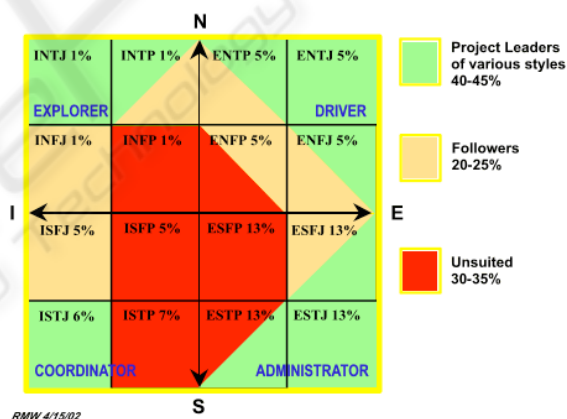 N
INTJ 1% INTP 1% ENTP 5% ENTJ 5%
EXPLORER DRIVER
INFJ 1% INFP 1% ENFP 5% ENFJ 5%
I E
ISFJ 5% ISFP 5% ESFP 13% ESFJ 13%
ISTJ 6% ISTP 7% ESTP 13% ESTJ 13%
COORDINATOR ADMINISTRATOR
S
RMW 4/15/02
Project Leaders
of various styles
40-45%
Followers
20-25%
Unsuited
30-35%